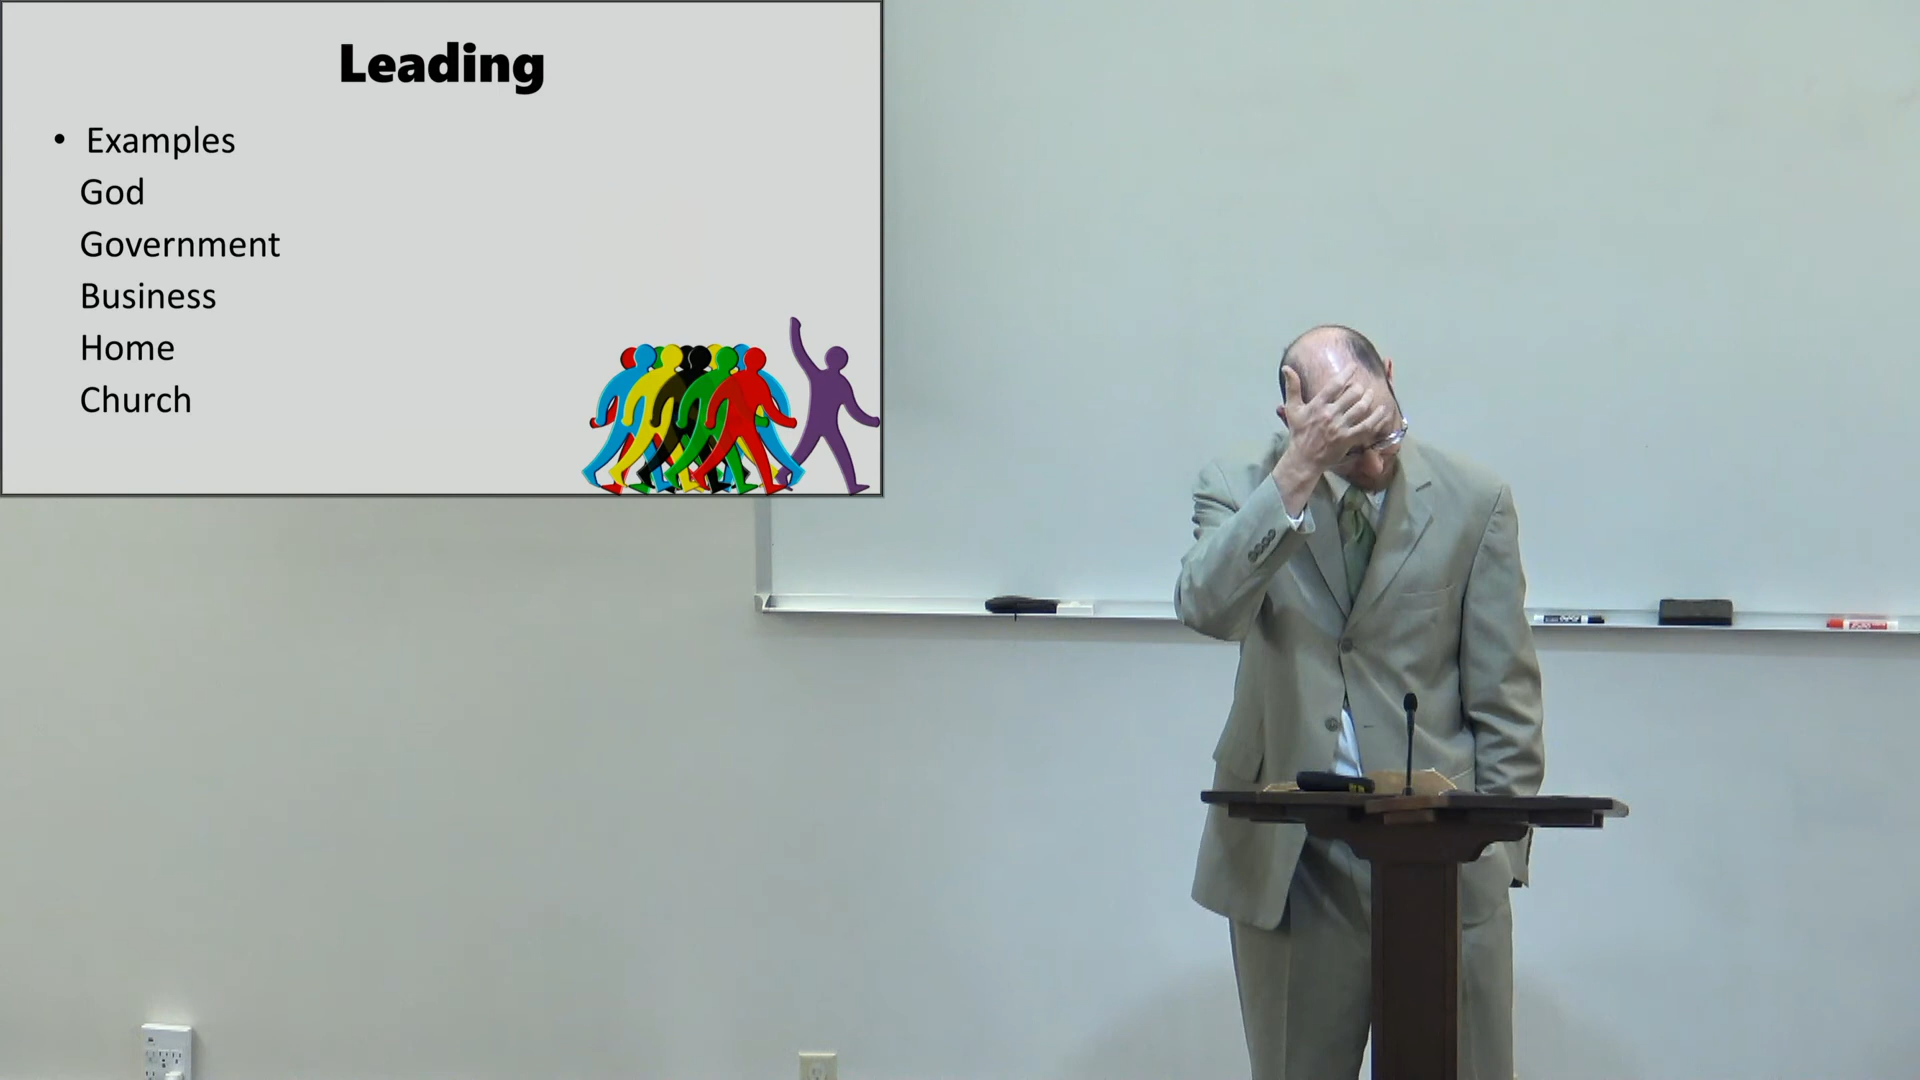 Leading
• Examples
God
Government
Business
Home
Church